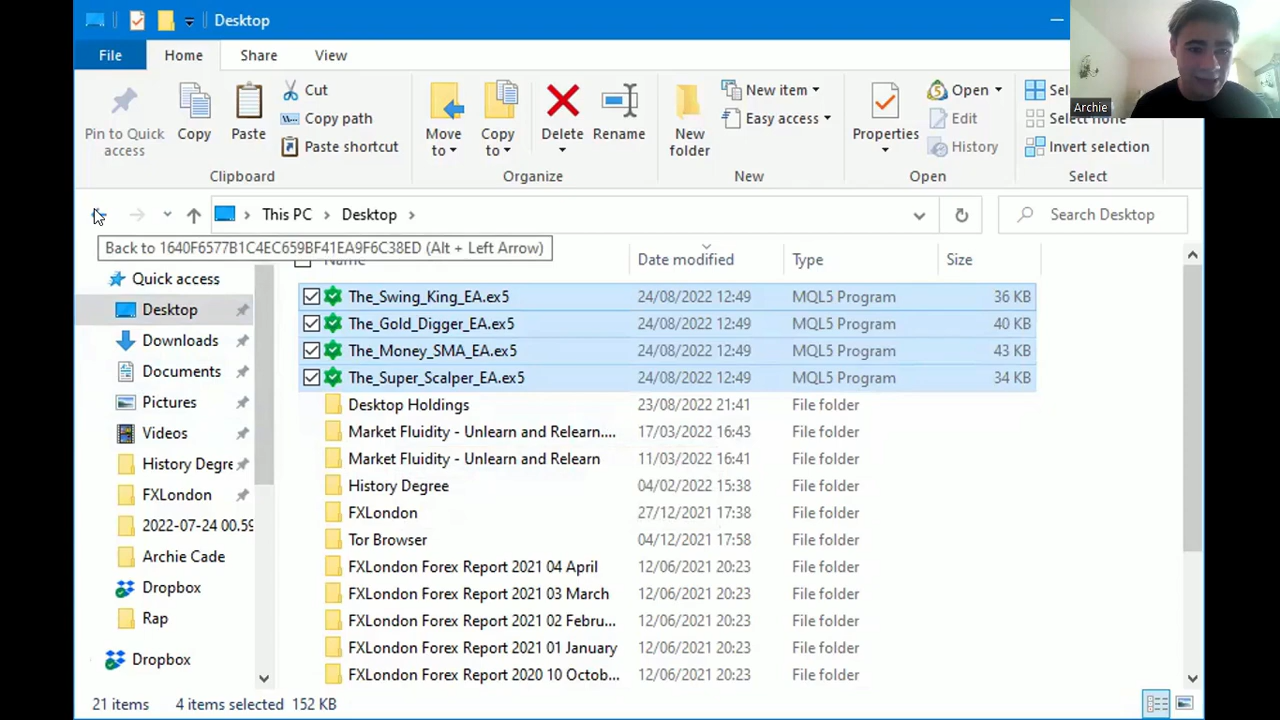 Desktop
File Home Share View
Pin to Quick access
Copy
Paste
Cut
Copy path
Paste shortcut
Clipboard
Move to
Copy to
Delete
Rename
Organize
New folder
New item
Easy access
New
Properties
Open
Edit
History
Open
Select none
Invert selection
Select
Archie
This PC Desktop
Search Desktop
Back to 1640F6577B1C4EC659BF41EA9F6C38ED (Alt + Left Arrow)
Name Date modified Type Size
Quick access
Desktop
Downloads
Documents
Pictures
Videos
History Degre
FXLondon
2022-07-24 00.59
Archie Cade
Dropbox
Rap
Dropbox
The_Swing_King_EA.ex5 24/08/2022 12:49 MQL5 Program 36 KB
The_Gold_Digger_EA.ex5 24/08/2022 12:49 MQL5 Program 40 KB
The_Money_SMA_EA.ex5 24/08/2022 12:49 MQL5 Program 43 KB
The_Super_Scalper_EA.ex5 24/08/2022 12:49 MQL5 Program 34 KB
Desktop Holdings 23/08/2022 21:41 File folder
Market Fluidity - Unlearn and Relearn.... 17/03/2022 16:43 File folder
Market Fluidity - Unlearn and Relearn 11/03/2022 16:41 File folder
History Degree 04/02/2022 15:38 File folder
FXLondon 27/12/2021 17:38 File folder
Tor Browser 04/12/2021 17:58 File folder
FXLondon Forex Report 2021 04 April 12/06/2021 20:23 File folder
FXLondon Forex Report 2021 03 March 12/06/2021 20:23 File folder
FXLondon Forex Report 2021 02 Febru... 12/06/2021 20:23 File folder
FXLondon Forex Report 2021 01 January 12/06/2021 20:23 File folder
FXLondon Forex Report 2020 10 Octob... 12/06/2021 20:23 File folder
21 items 4 items selected 152 KB